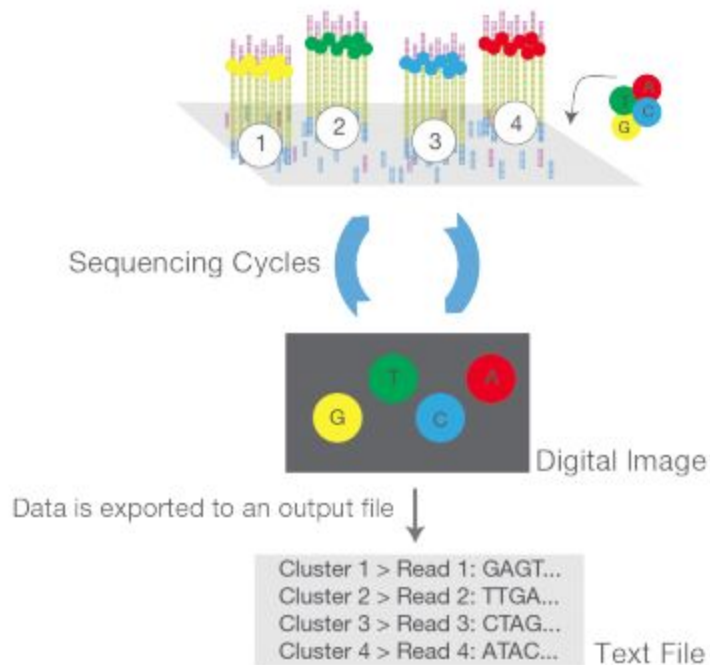 A
T
C
G
1
2
3
4
Sequencing Cycles
T
A
G
C
Digital Image
Data is exported to an output file
Cluster 1 > Read 1: GAGT...
Cluster 2 > Read 2: TTGA...
Cluster 3 > Read 3: CTAG...
Cluster 4 > Read 4: ATAC...
Text File